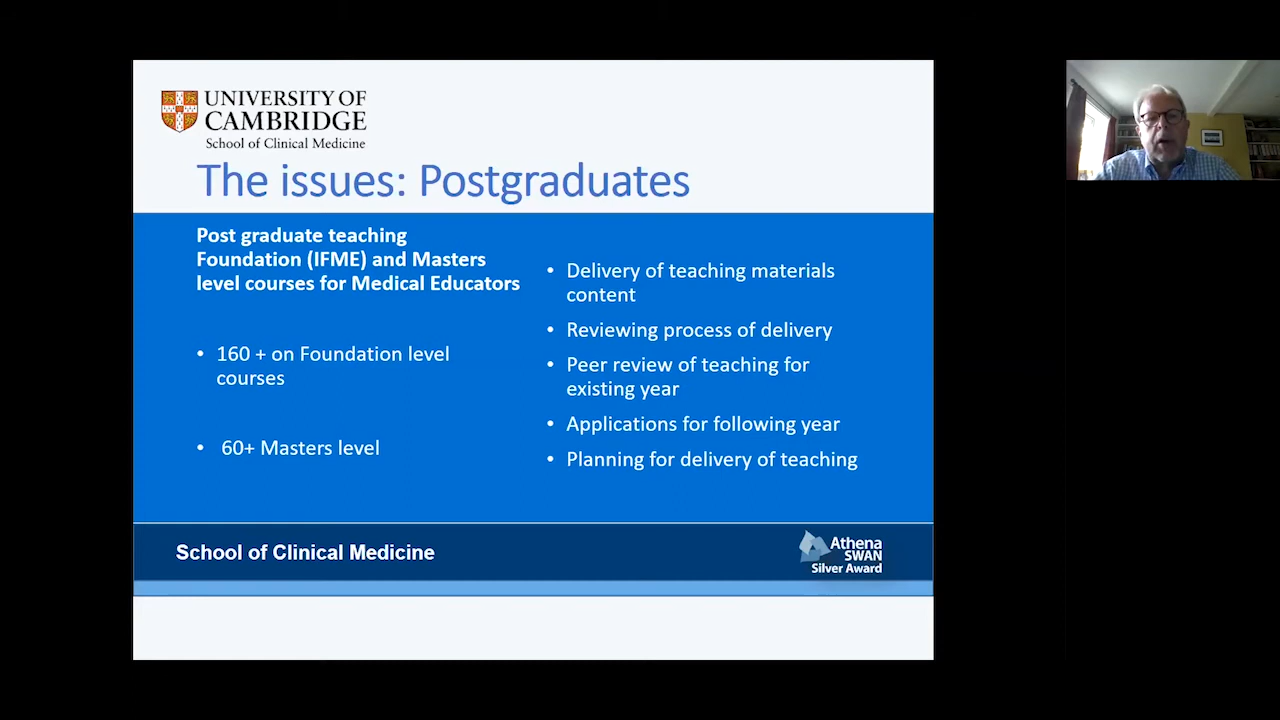 UNIVERSITY OF
CAMBRIDGE
School of Clinical Medicine
The issues: Postgraduates
Post graduate teaching
Foundation (IFME) and Masters
level courses for Medical Educators
• 160 + on Foundation level
courses
• 60+ Masters level
• Delivery of teaching materials
content
• Reviewing process of delivery
• Peer review of teaching for
existing year
• Applications for following year
• Planning for delivery of teaching
School of Clinical Medicine
Athena
SWAN
Silver Award